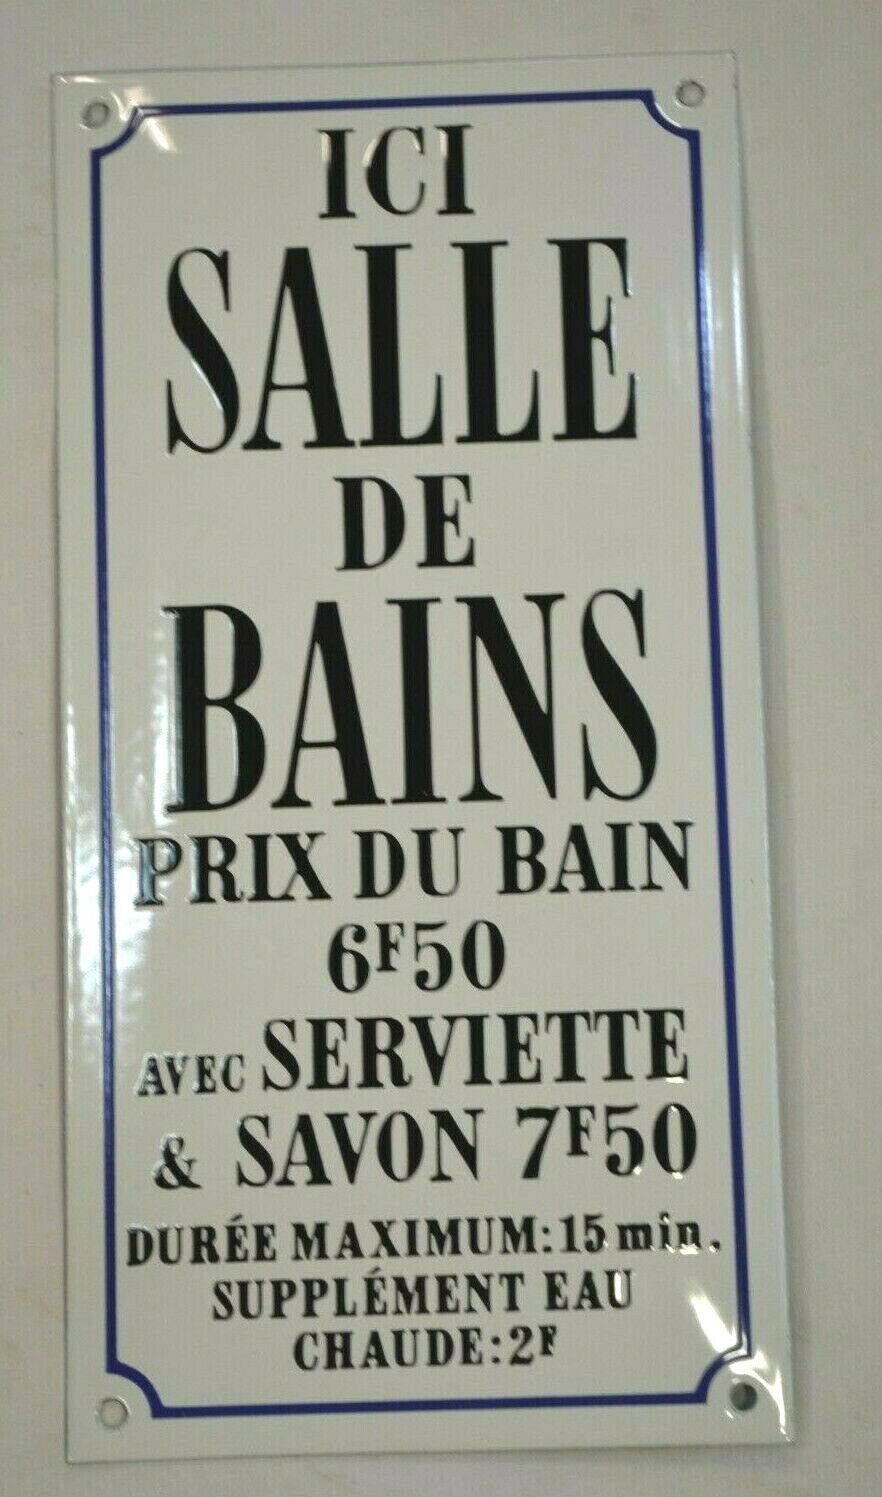 ICI
SALLE
DE
BAINS
PRIX DU BAIN
6F50
AVEC SERVIETTE
& SAVON 7F50
DURÉE MAXIMUM: 15 min.
SUPPLÉMENT EAU
CHAUDE: 2F